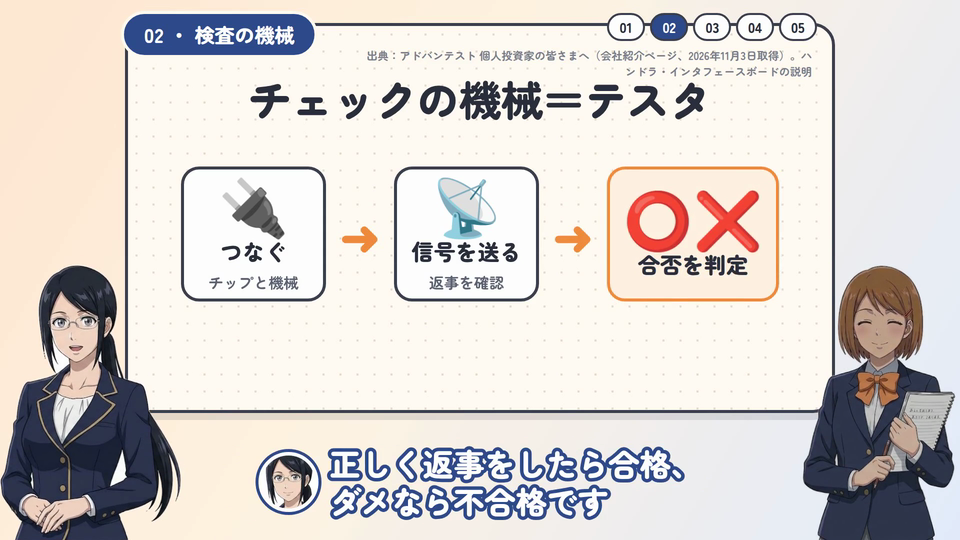 02 ・ 検査の機械
01 02 03 04 05
出典：アドバンテスト 個人投資家の皆さまへ（会社紹介ページ、2026年11月3日取得）。ハ
ンドラ・インタフェースボードの説明
チェックの機械＝テスタ
つなぐ
チップと機械
信号を送る
返事を確認
合否を判定
正しく返事をしたら合格、
ダメなら不合格です